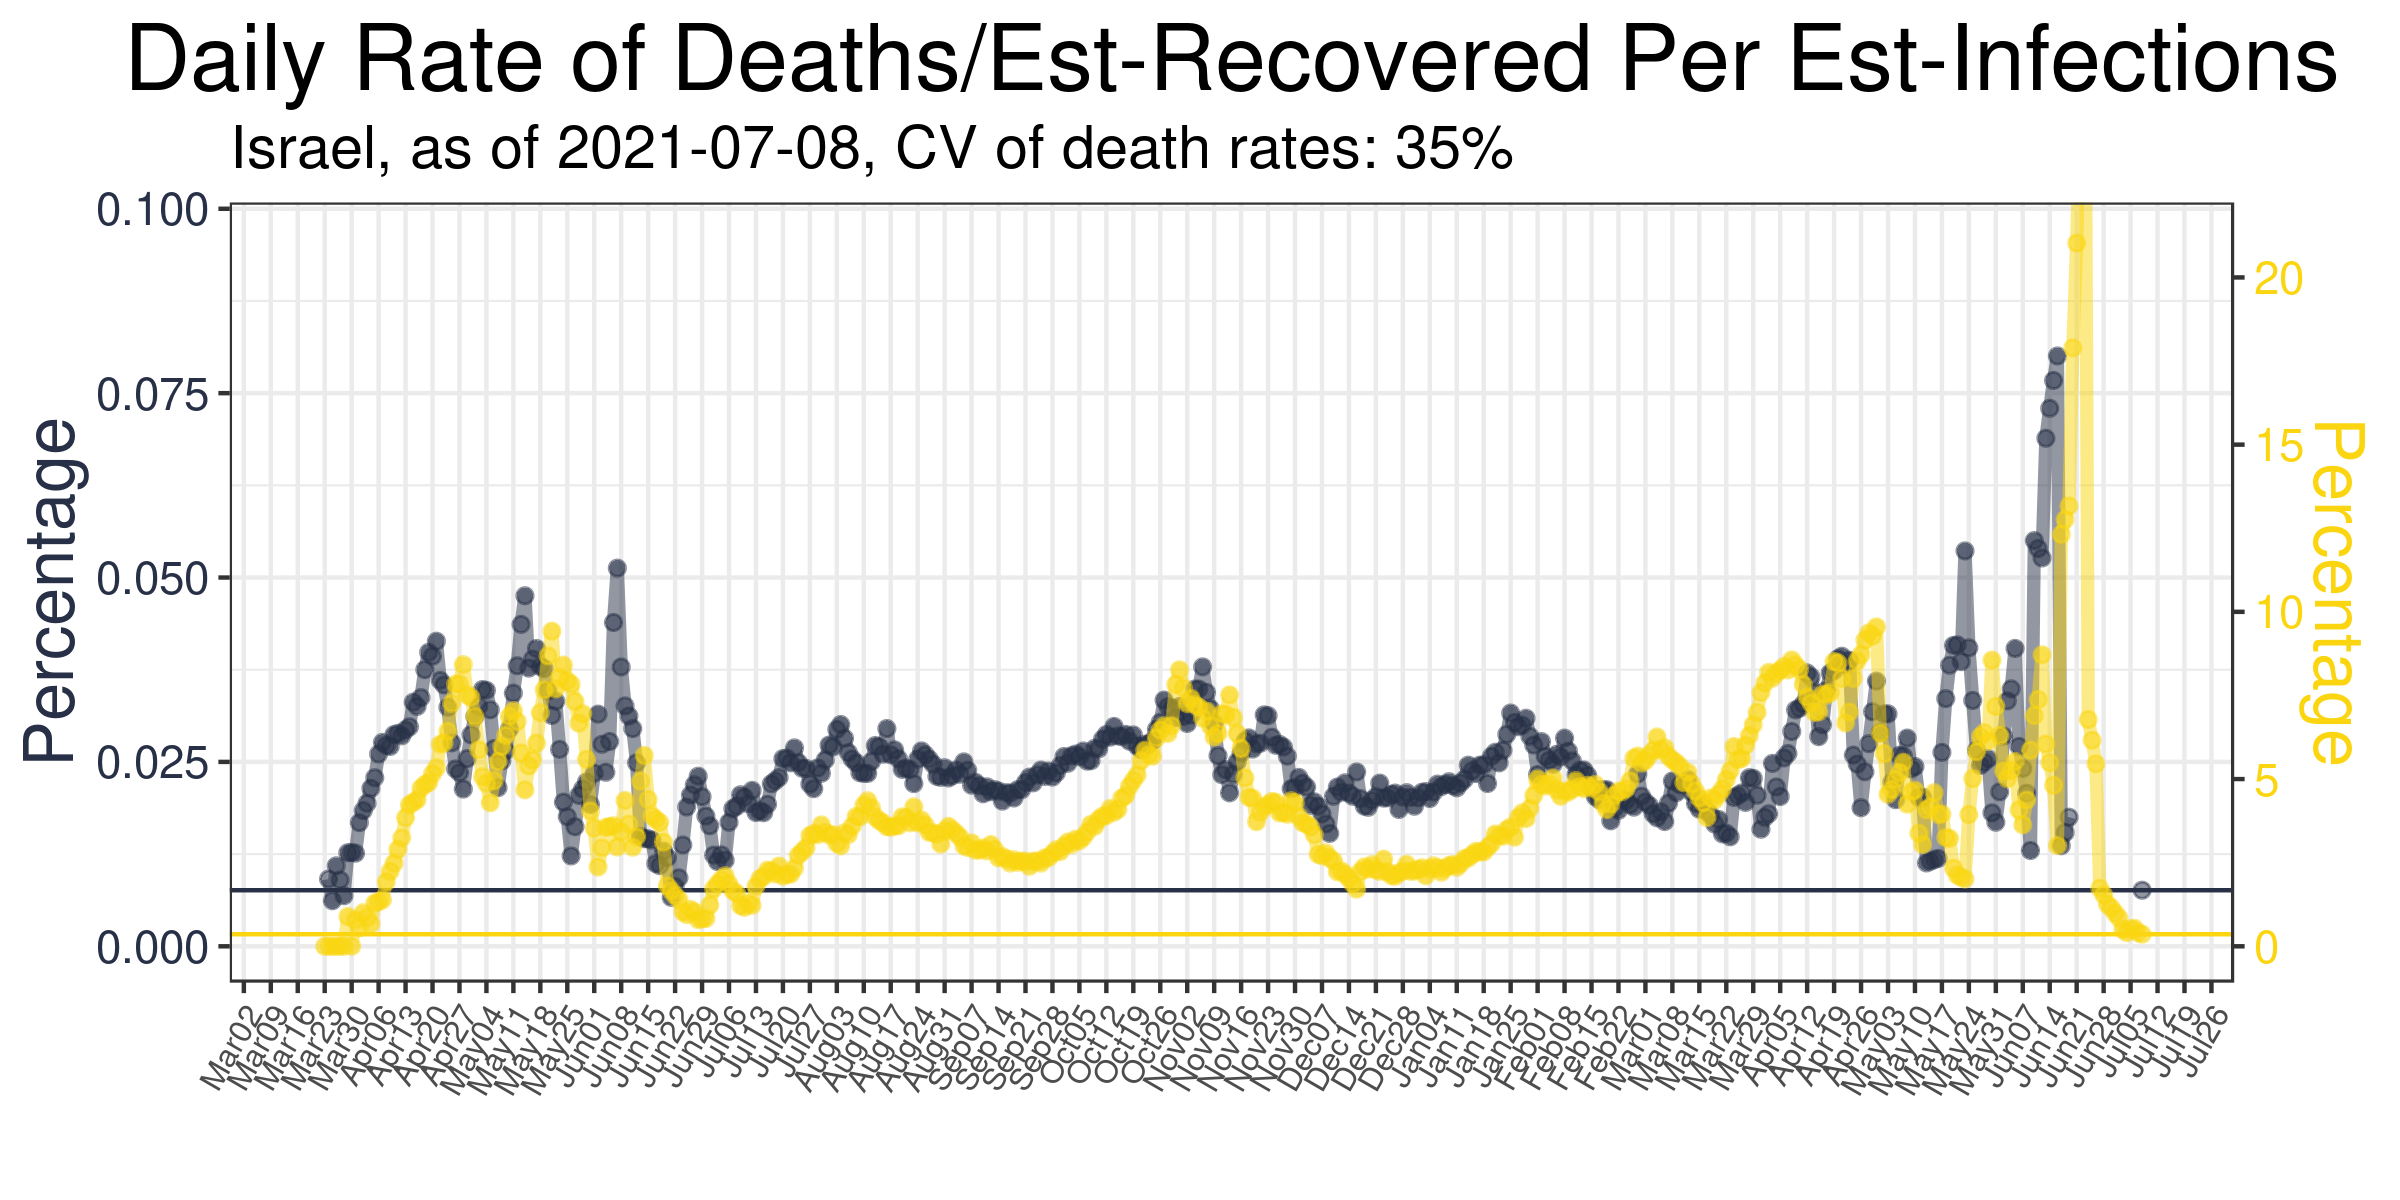 Daily Rate of Deaths/Est-Recovered Per Est-Infections
Israel, as of 2021-07-08, CV of death rates: 35%
Percentage
0.100
0.075
0.050
0.025
0.000
20
15
10
5
0
Percentage
Mar02
Mar09
Mar16
Mar23
Mar30
Apr06
Apr13
Apr20
Apr27
May04
May11
May18
May25
Jun01
Jun08
Jun15
Jun22
Jun29
Jul06
Jul13
Jul20
Jul27
Aug03
Aug10
Aug17
Aug24
Aug31
Sep07
Sep14
Sep21
Sep28
Oct05
Oct12
Oct19
Oct26
Nov02
Nov09
Nov16
Nov23
Nov30
Dec07
Dec14
Dec21
Dec28
Jan04
Jan11
Jan18
Jan25
Feb01
Feb08
Feb15
Feb22
Mar01
Mar08
Mar15
Mar22
Mar29
Apr05
Apr12
Apr19
Apr26
May03
May10
May17
May24
May31
Jun07
Jun14
Jun21
Jun28
Jul05
Jul12
Jul19
Jul26